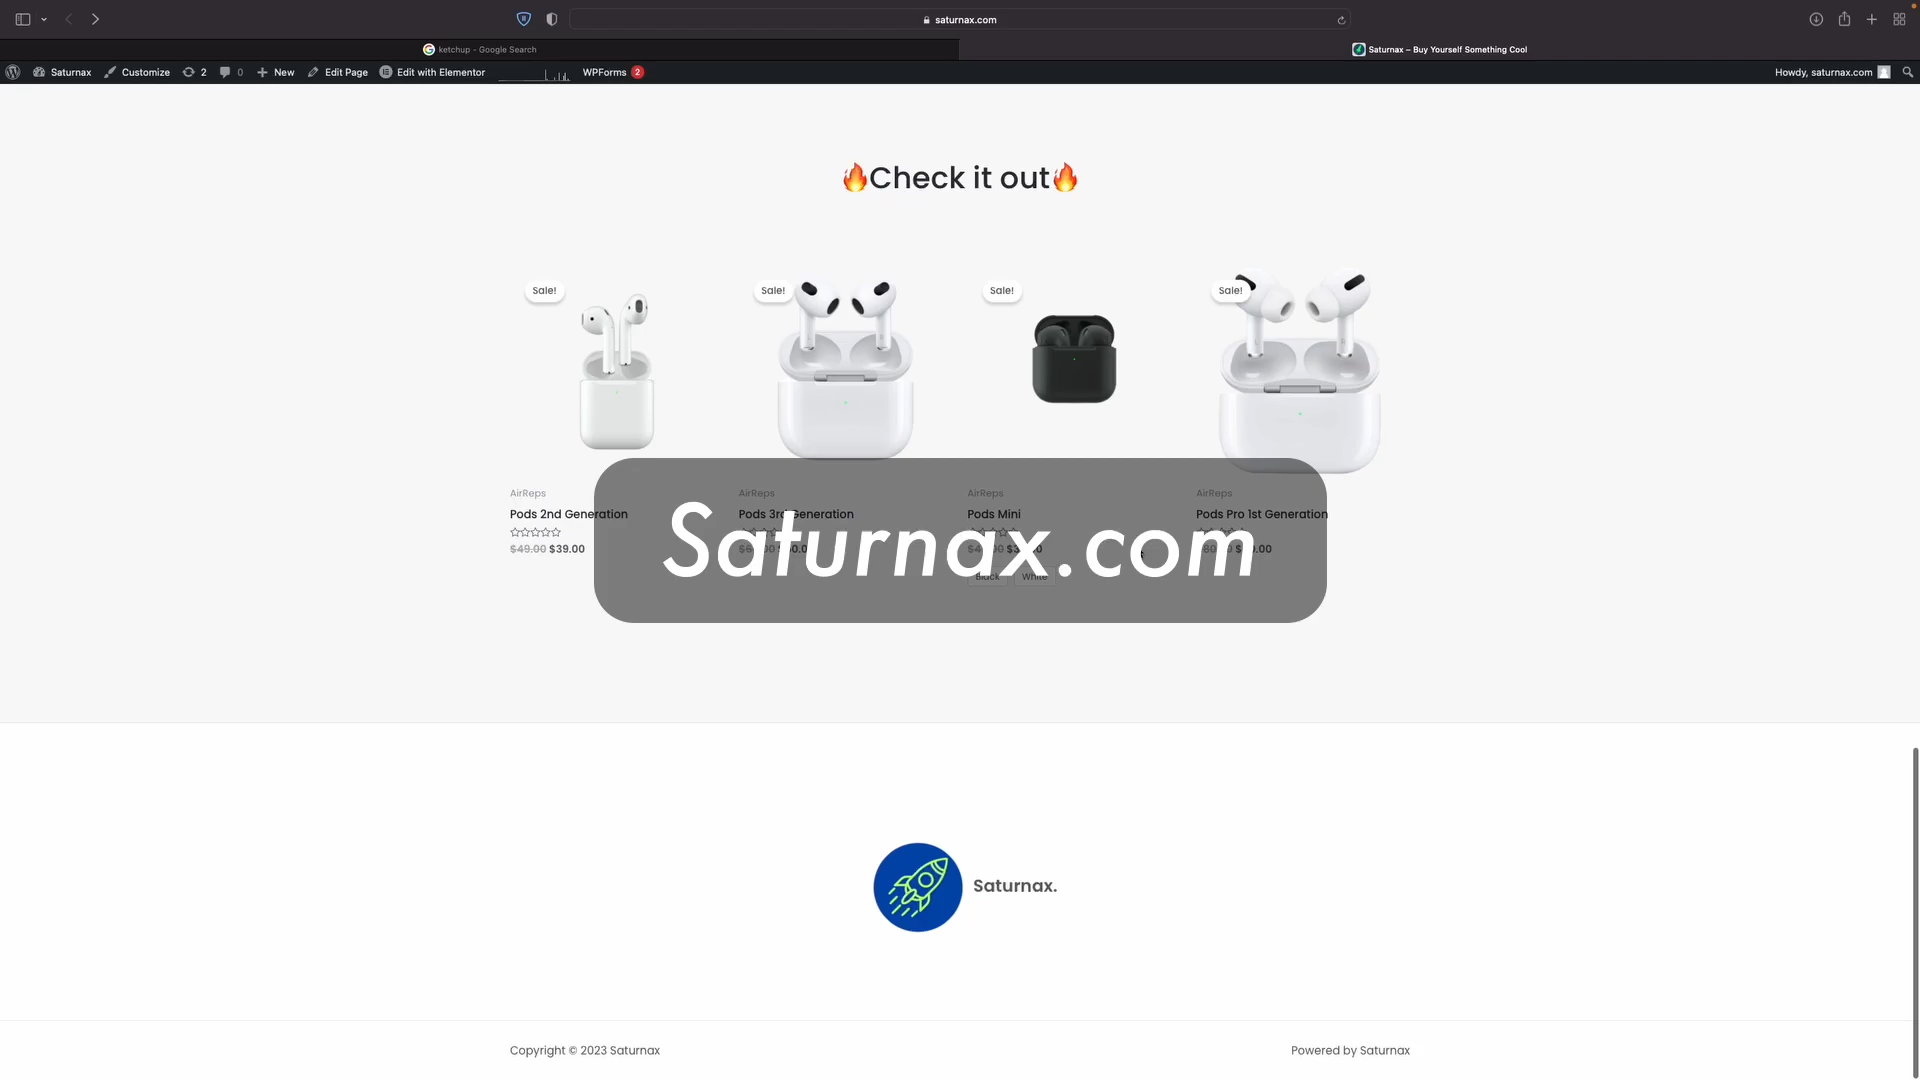 saturnax.com
ketchup - Google Search
Saturnax – Buy Yourself Something Cool
Saturnax
Customize
2
0
New
Edit Page
Edit with Elementor
WPForms 2
Howdy, saturnax.com
🔥Check it out🔥
Sale!
Sale!
Sale!
Sale!
AirReps
AirReps
AirReps
AirReps
Pods 2nd Generation
Pods 3rd Generation
Pods Mini
Pods Pro 1st Generation
$49.00 $39.00
Saturnax.com
Black
White
Saturnax.
Copyright © 2023 Saturnax
Powered by Saturnax